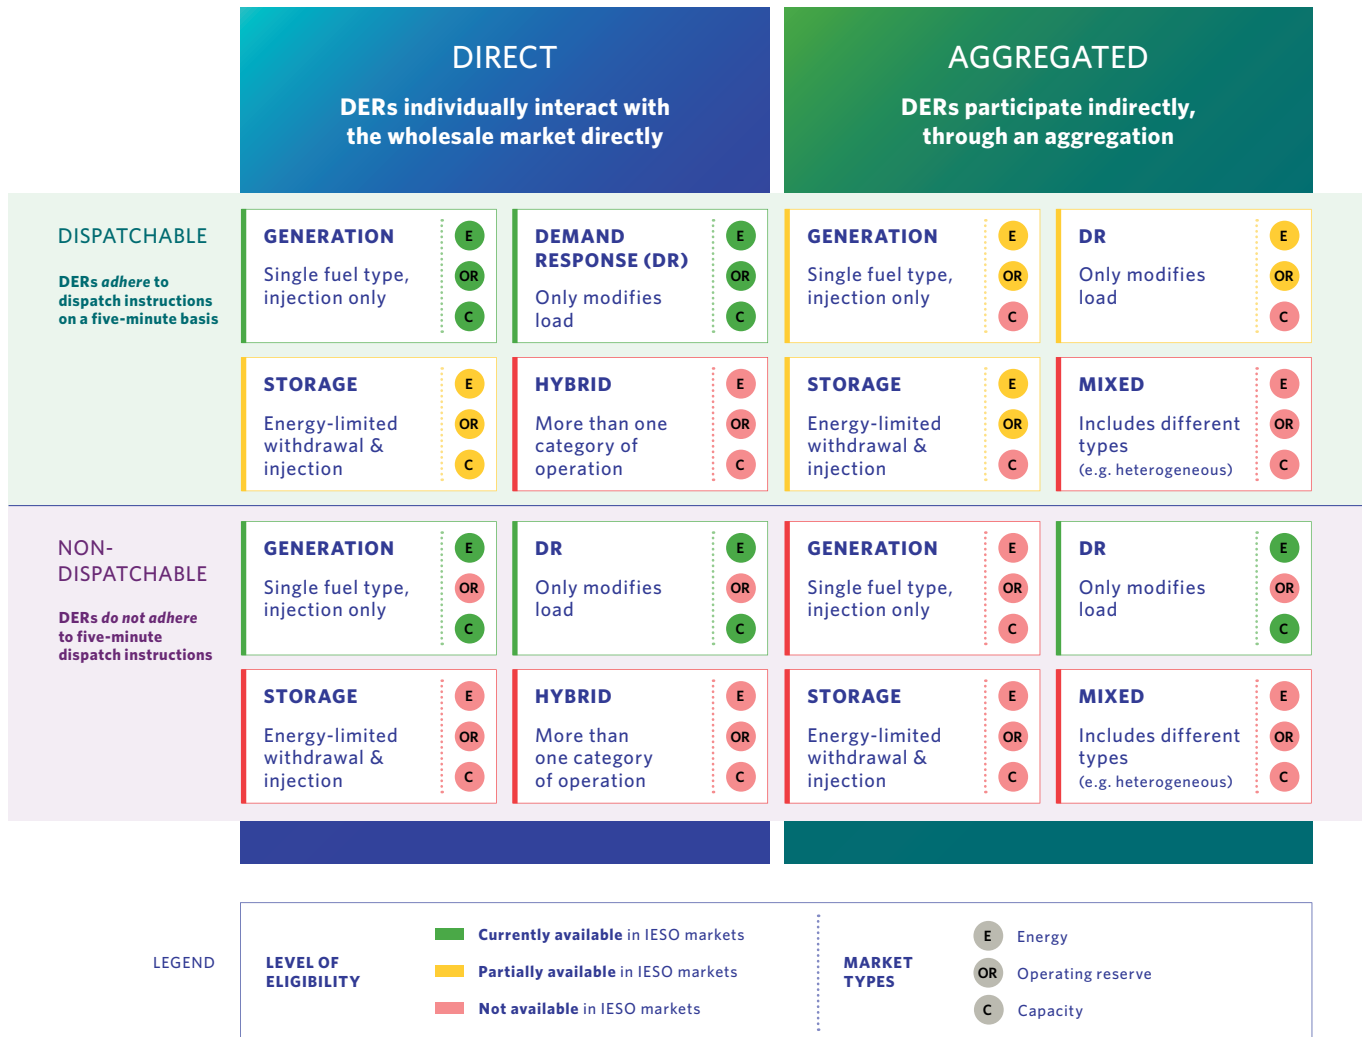 DIRECT
DERs individually interact with
the wholesale market directly
AGGREGATED
DERs participate indirectly,
through an aggregation
DISPATCHABLE
DERs adhere to
dispatch instructions
on a five-minute basis
GENERATION
Single fuel type,
injection only
E
OR
C
DEMAND
RESPONSE (DR)
Only modifies
load
E
OR
C
GENERATION
Single fuel type,
injection only
E
OR
C
DR
Only modifies
load
E
OR
C
STORAGE
Energy-limited
withdrawal &
injection
E
OR
C
HYBRID
More than one
category of
operation
E
OR
C
STORAGE
Energy-limited
withdrawal &
injection
E
OR
C
MIXED
Includes different
types
(e.g. heterogeneous)
E
OR
C
NON-
DISPATCHABLE
DERs do not adhere
to five-minute
dispatch instructions
GENERATION
Single fuel type,
injection only
E
OR
C
DR
Only modifies
load
E
OR
C
GENERATION
Single fuel type,
injection only
E
OR
C
DR
Only modifies
load
E
OR
C
STORAGE
Energy-limited
withdrawal &
injection
E
OR
C
HYBRID
More than
one category
of operation
E
OR
C
STORAGE
Energy-limited
withdrawal &
injection
E
OR
C
MIXED
Includes different
types
(e.g. heterogeneous)
E
OR
C
LEGEND
LEVEL OF
ELIGIBILITY
Currently available in IESO markets
Partially available in IESO markets
Not available in IESO markets
MARKET
TYPES
E Energy
OR Operating reserve
C Capacity